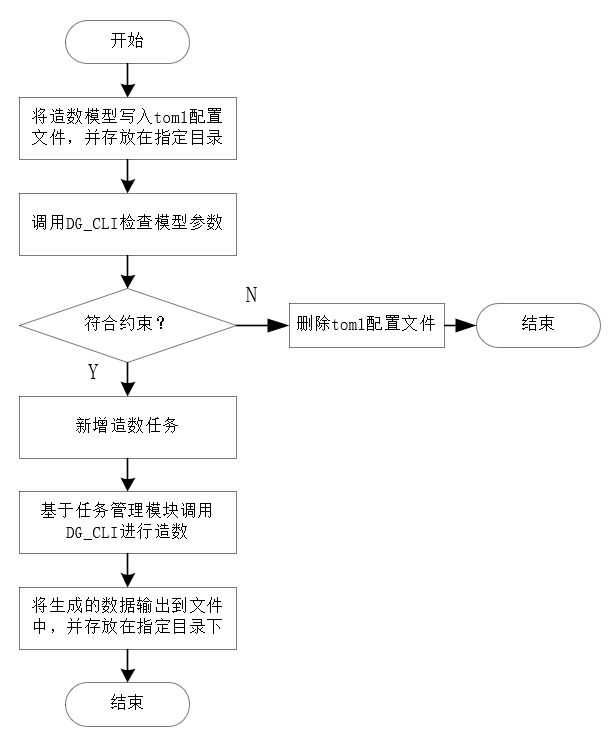 开始
将造数模型写入toml配置
文件，并存放在指定目录
调用DG_CLI检查模型参数
符合约束？
N
删除toml配置文件
结束
Y
新增造数任务
基于任务管理模块调用
DG_CLI进行造数
将生成的数据输出到文件
中，并存放在指定目录下
结束